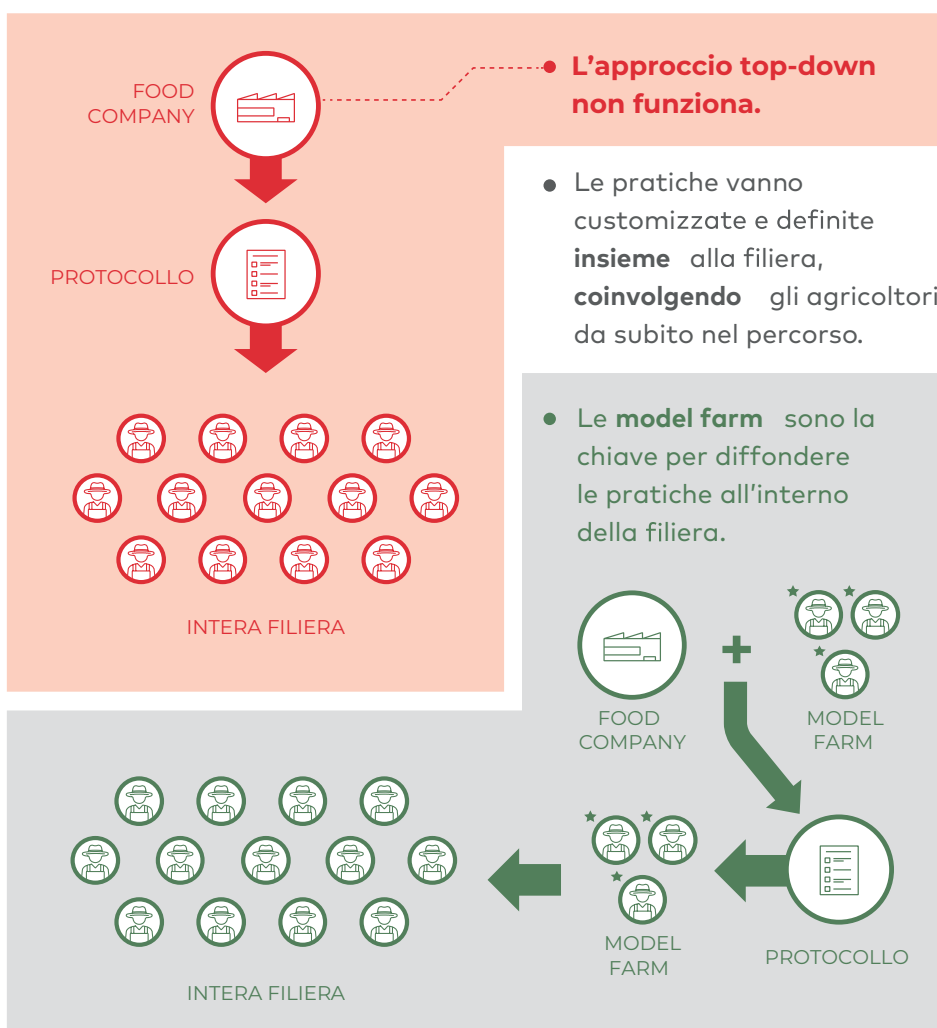 FOOD
COMPANY
L'approccio top-down
non funziona.
PROTOCOLLO
INTERA FILIERA
Le pratiche vanno
customizzate e definite
insieme alla filiera,
coinvolgendo gli agricoltori
da subito nel percorso.
Le model farm sono la
chiave per diffondere
le pratiche all'interno
della filiera.
FOOD
COMPANY
MODEL
FARM
PROTOCOLLO
MODEL
FARM
INTERA FILIERA